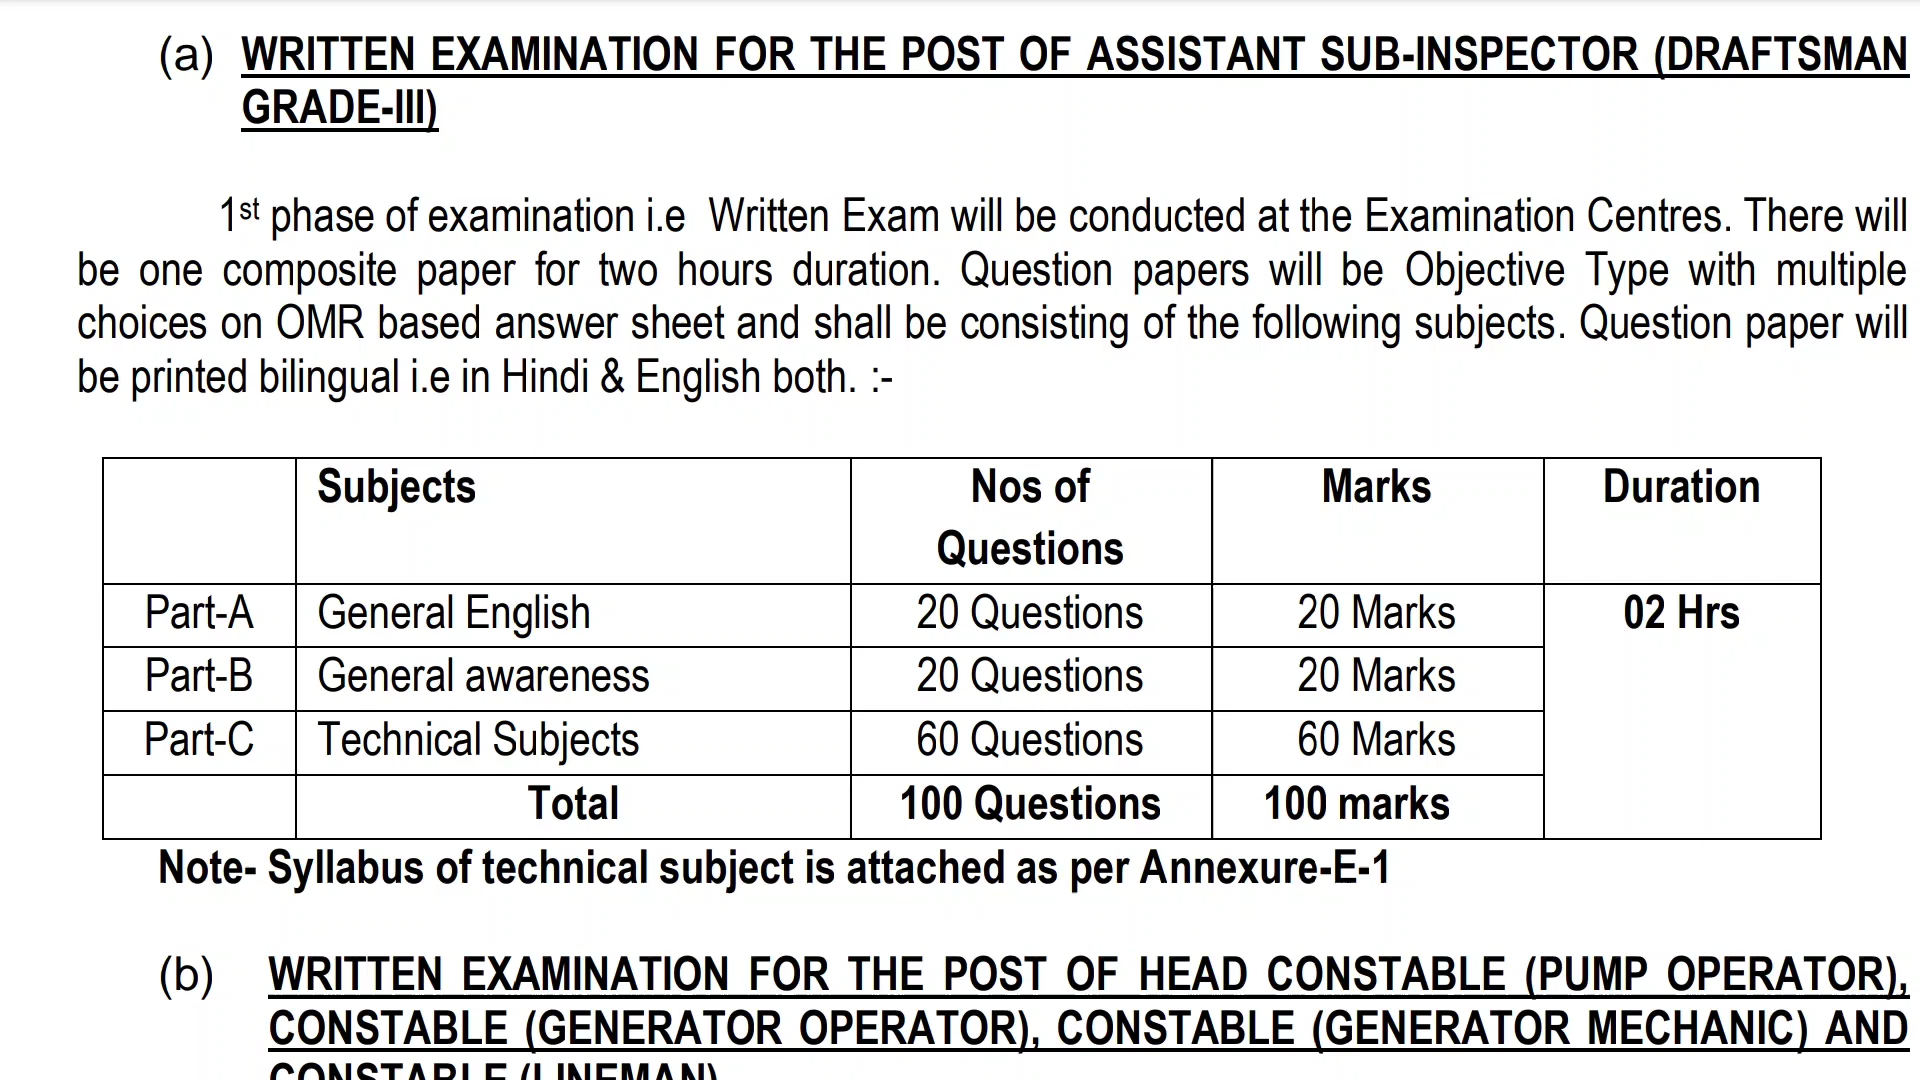 (a) WRITTEN EXAMINATION FOR THE POST OF ASSISTANT SUB-INSPECTOR (DRAFTSMAN
GRADE-III)
1st phase of examination i.e Written Exam will be conducted at the Examination Centres. There will
be one composite paper for two hours duration. Question papers will be Objective Type with multiple
choices on OMR based answer sheet and shall be consisting of the following subjects. Question paper will
be printed bilingual i.e in Hindi & English both. :-
Subjects Nos of Questions Marks Duration
Part-A General English 20 Questions 20 Marks 02 Hrs
Part-B General awareness 20 Questions 20 Marks
Part-C Technical Subjects 60 Questions 60 Marks
Total 100 Questions 100 marks
Note- Syllabus of technical subject is attached as per Annexure-E-1
(b) WRITTEN EXAMINATION FOR THE POST OF HEAD CONSTABLE (PUMP OPERATOR),
CONSTABLE (GENERATOR OPERATOR), CONSTABLE (GENERATOR MECHANIC) AND
CONSTABLE (LINEMAN)